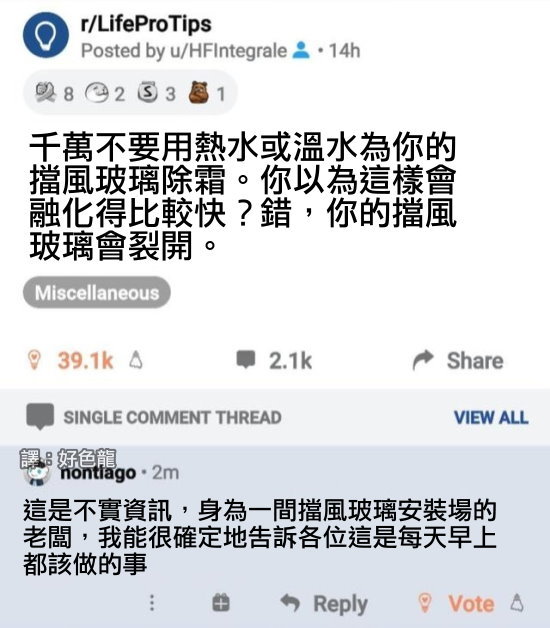 r/LifeProTips
Posted by u/HFIntegrale • 14h
8 2 3 1
千萬不要用熱水或溫水為你的
擋風玻璃除霜。你以為這樣會
融化得比較快？錯，你的擋風
玻璃會裂開。
Miscellaneous
39.1k 2.1k Share
SINGLE COMMENT THREAD VIEW ALL
譯：好色龍
nontiago • 2m
這是不實資訊，身為一間擋風玻璃安裝場的
老闆，我能很確定地告訴各位這是每天早上
都該做的事
Reply Vote